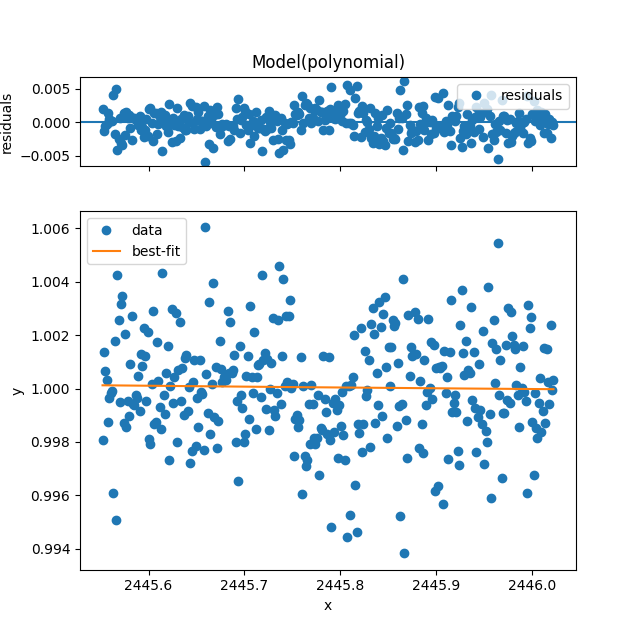 Model(polynomial)
residuals
0.005
0.000
−0.005
residuals
data
best-fit
y
1.006
1.004
1.002
1.000
0.998
0.996
0.994
2445.6 2445.7 2445.8 2445.9 2446.0
x